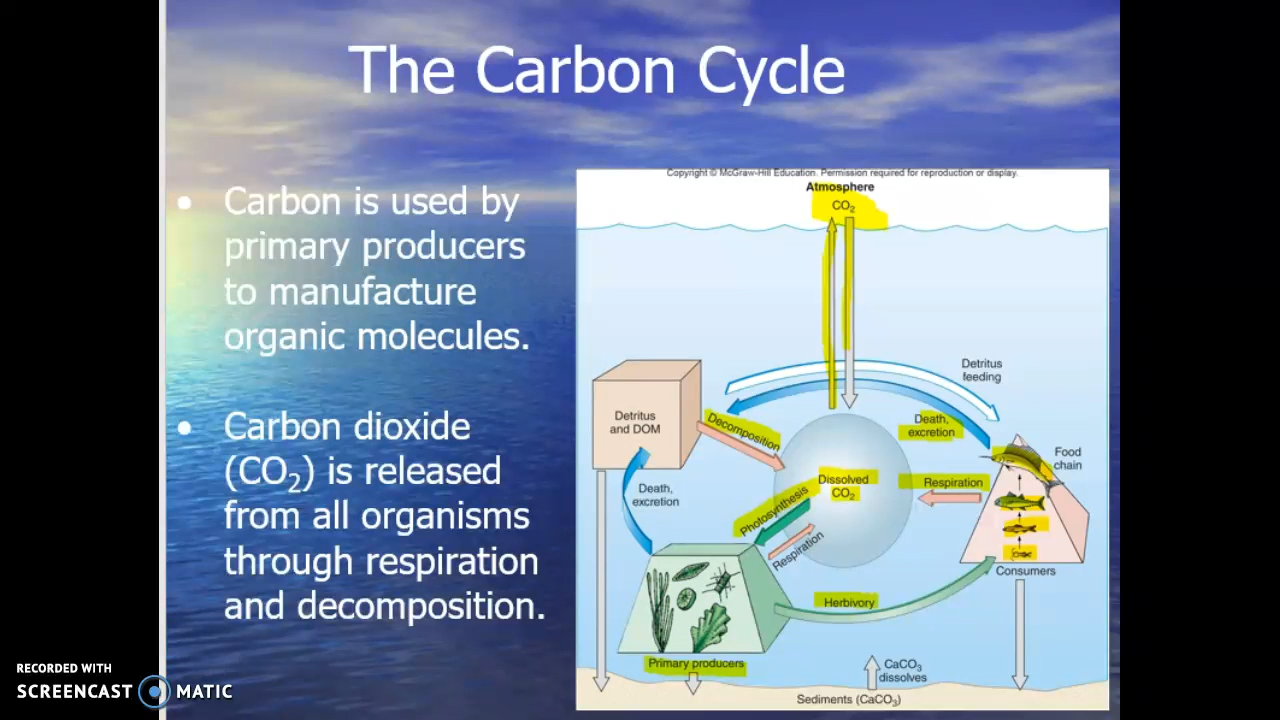 The Carbon Cycle
• Carbon is used by
primary producers
to manufacture
organic molecules.
• Carbon dioxide
(CO₂) is released
from all organisms
through respiration
and decomposition.
Copyright © McGraw-Hill Education. Permission required for reproduction or display.
Atmosphere
CO₂
Detritus
feeding
Detritus
and DOM
Decomposition
Death,
excretion
Food
chain
Dissolved
CO₂
Respiration
Death,
excretion
Photosynthesis
Respiration
Consumers
Herbivory
Primary producers
CaCO₃
dissolves
Sediments (CaCO₃)
RECORDED WITH
SCREENCAST MATIC